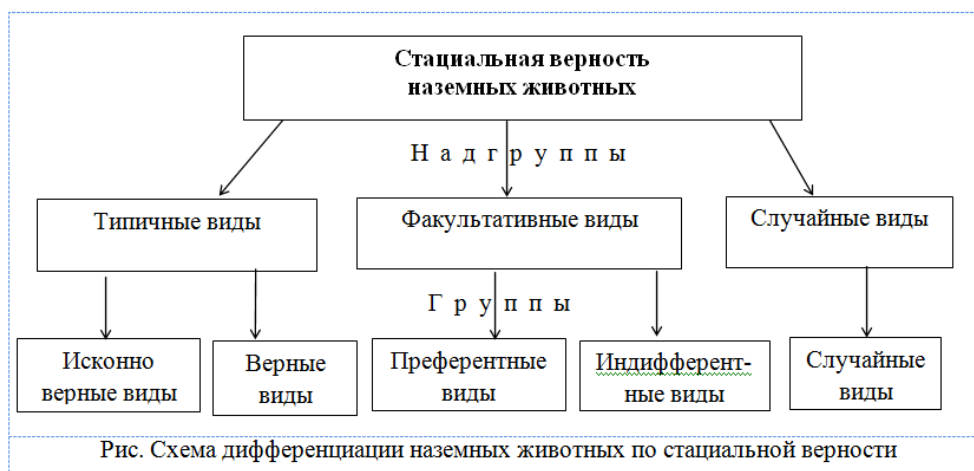 Стациальная верность
наземных животных
Н а д г р у п п ы
Типичные виды
Факультативные виды
Случайные виды
Г р у п п ы
Исконно
верные виды
Верные
виды
Преферентные
виды
Индифферент-
ные виды
Случайные
виды
Рис. Схема дифференциации наземных животных по стациальной верности